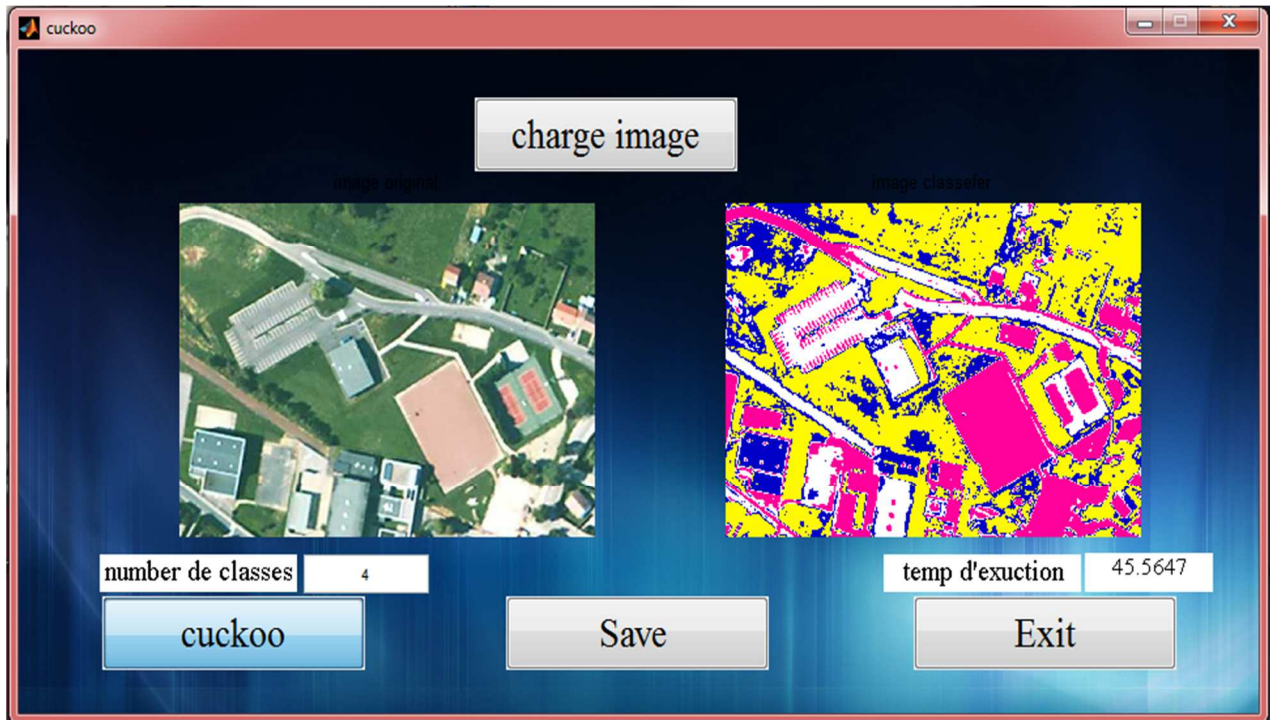 cuckoo
charge image
image original
image classefer
number de classes
4
temp d'exuction
45.5647
cuckoo
Save
Exit